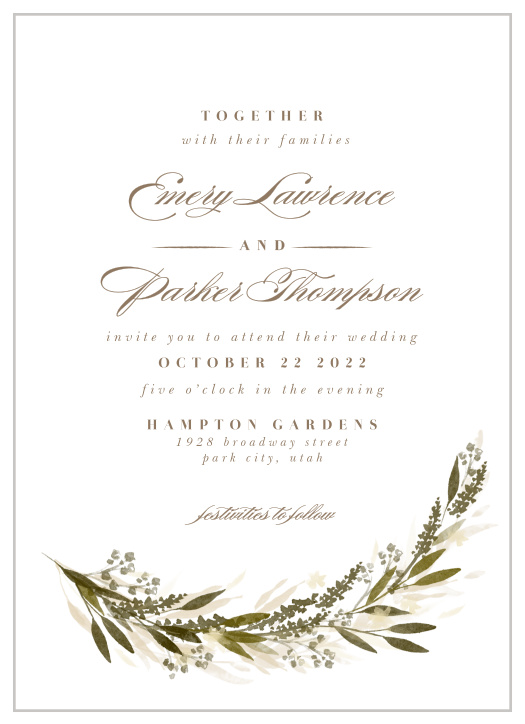 TOGETHER
with their families
Emery Lawrence
AND
Parker Thompson
invite you to attend their wedding
OCTOBER 22 2022
five o'clock in the evening
HAMPTON GARDENS
1928 broadway street
park city, utah
festivities to follow